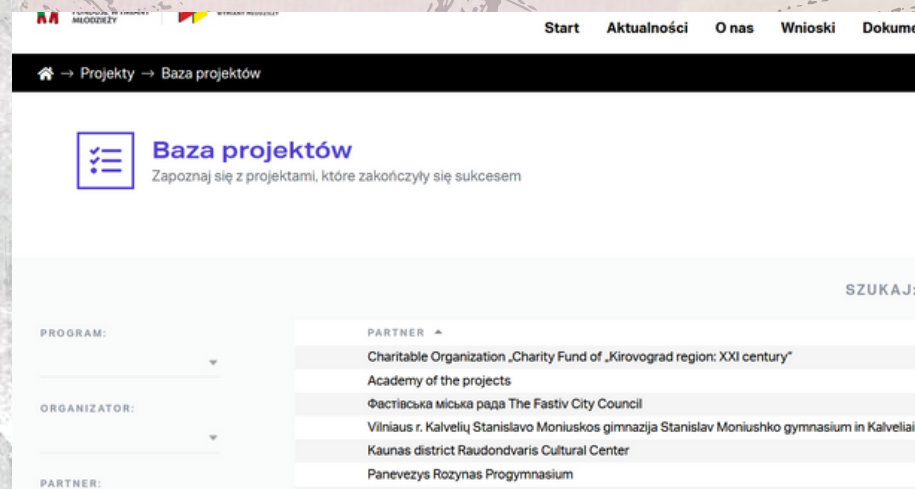 MŁODZIEŻY
Start Aktualności O nas Wnioski Dokume
→ Projekty → Baza projektów
Baza projektów
Zapoznaj się z projektami, które zakończyły się sukcesem
SZUKAJ:
PROGRAM:
PARTNER
Charitable Organization „Charity Fund of „Kirovograd region: XXI century"
Academy of the projects
ORGANIZATOR:
Фастівська міська рада The Fastiv City Council
Vilniaus r. Kalvelių Stanislavo Moniuskos gimnazija Stanislav Moniushko gymnasium in Kalveliai
Kaunas district Raudondvaris Cultural Center
Panevezys Rozynas Progymnasium
PARTNER: